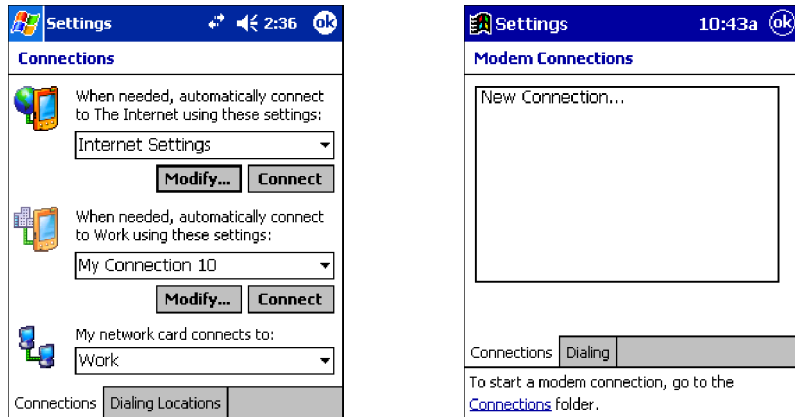 Settings 2:36 ok
Connections
When needed, automatically connect
to The Internet using these settings:
Internet Settings
Modify... Connect
When needed, automatically connect
to Work using these settings:
My Connection 10
Modify... Connect
My network card connects to:
Work
Connections Dialing Locations
Settings 10:43a ok
Modem Connections
New Connection...
Connections Dialing
To start a modem connection, go to the
Connections folder.